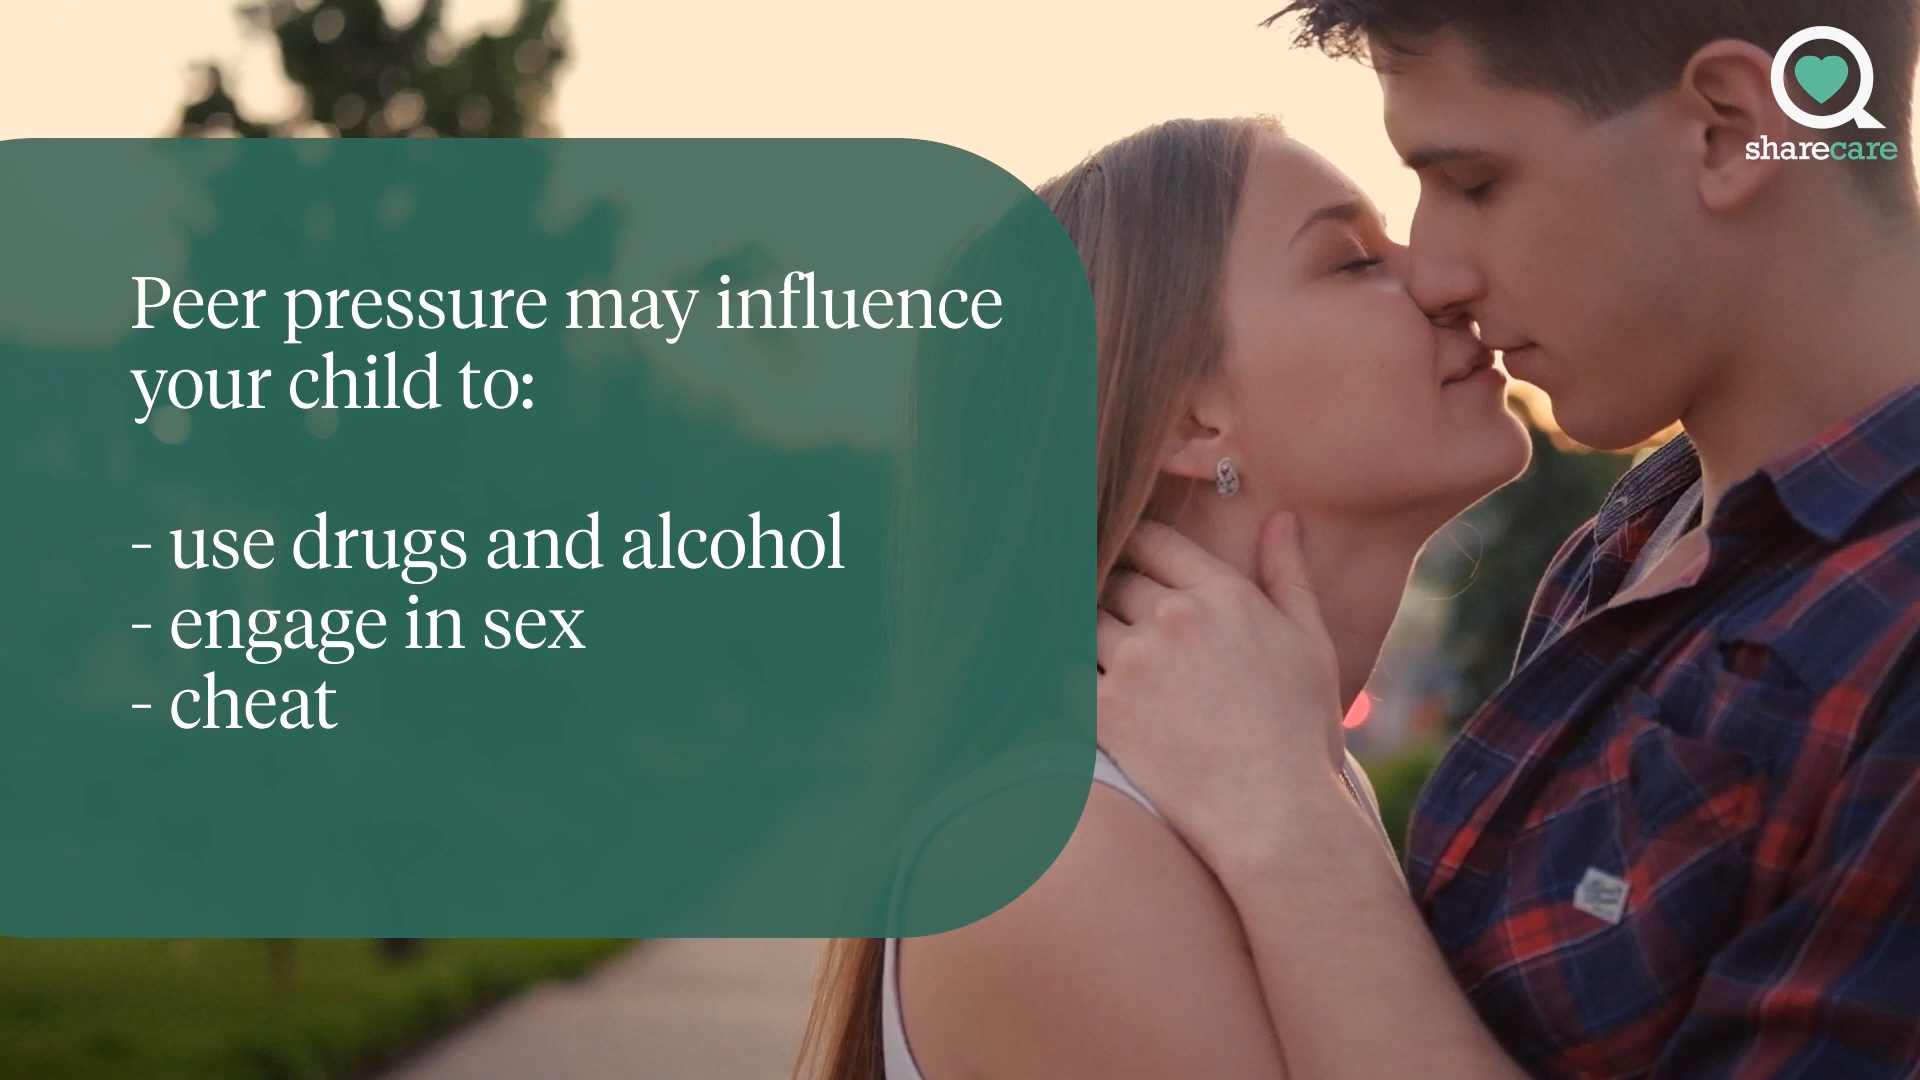 sharecare
Peer pressure may influence
your child to:
- use drugs and alcohol
- engage in sex
- cheat